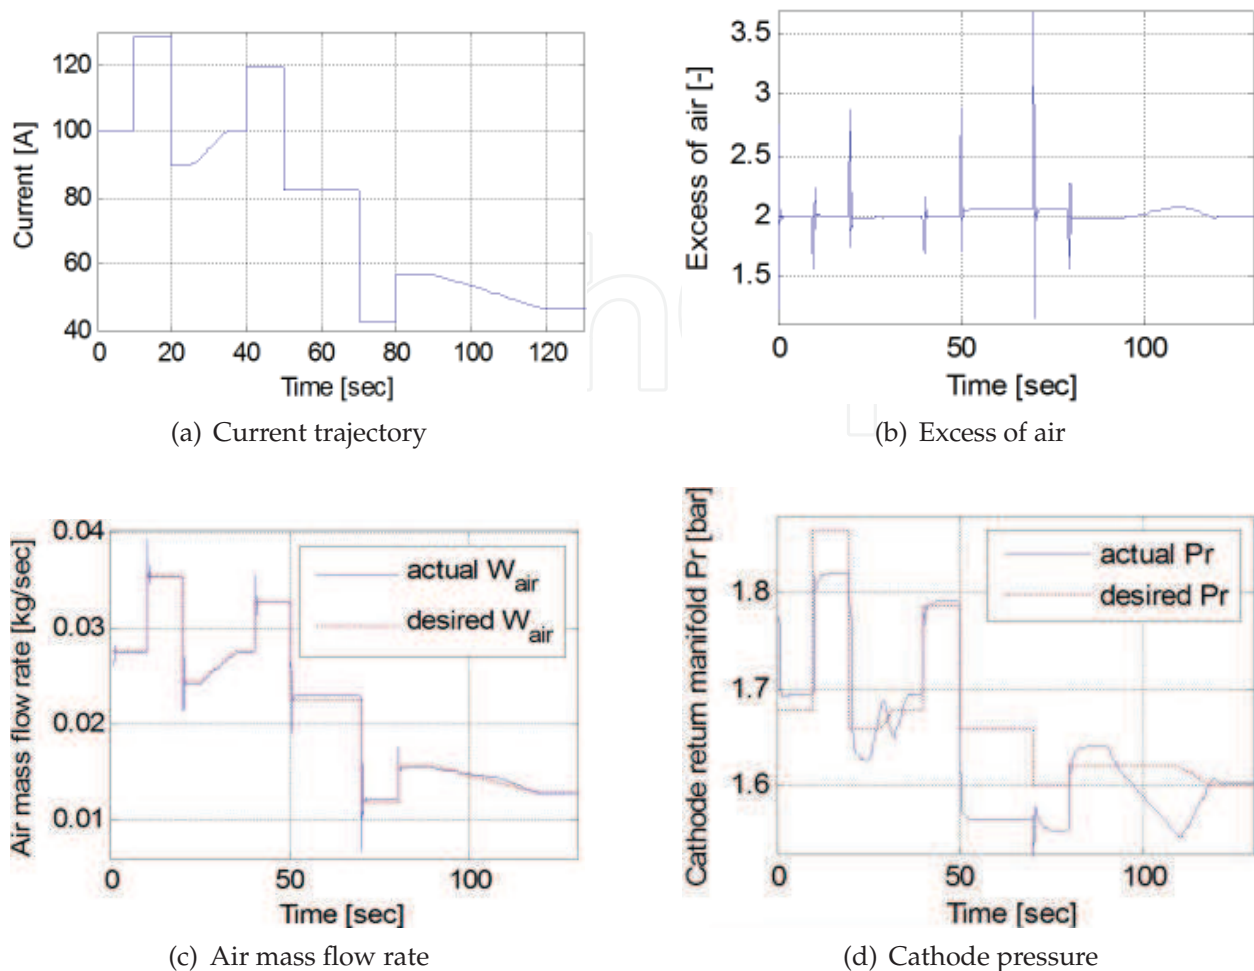 120
100
80
60
40
0 20 40 60 80 100 120
Current [A]
Time [sec]
(a) Current trajectory
3.5
3
2.5
2
1.5
0 50 100
Excess of air [-]
Time [sec]
(b) Excess of air
0.04
0.03
0.02
0.01
0 50 100
Air mass flow rate [kg/sec]
actual W_air
desired W_air
Time [sec]
(c) Air mass flow rate
1.8
1.7
1.6
0 50 100
Cathode return manifold Pr [bar]
actual Pr
desired Pr
Time [sec]
(d) Cathode pressure